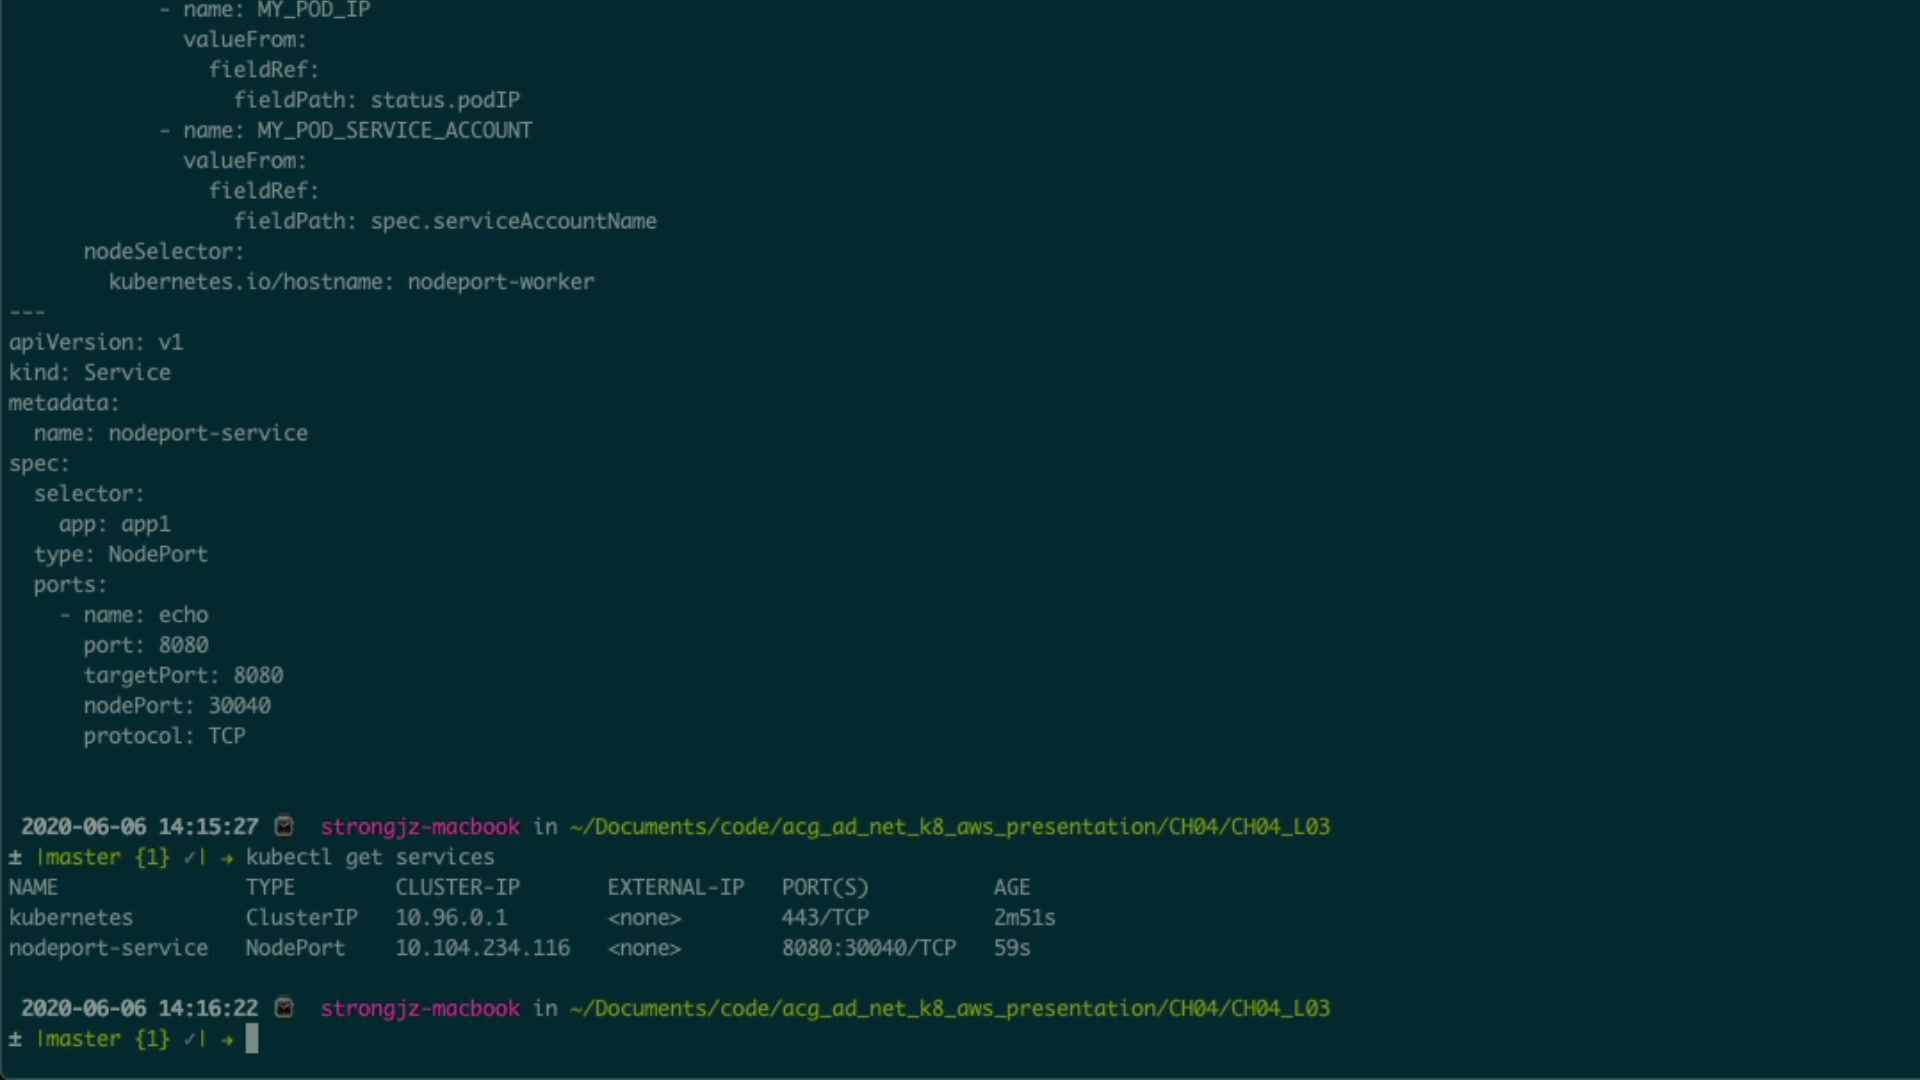 - name: MY_POD_IP
valueFrom:
fieldRef:
fieldPath: status.podIP
- name: MY_POD_SERVICE_ACCOUNT
valueFrom:
fieldRef:
fieldPath: spec.serviceAccountName
nodeSelector:
kubernetes.io/hostname: nodeport-worker
---
apiVersion: v1
kind: Service
metadata:
name: nodeport-service
spec:
selector:
app: app1
type: NodePort
ports:
- name: echo
port: 8080
targetPort: 8080
nodePort: 30040
protocol: TCP
2020-06-06 14:15:27 strongjz-macbook in ~/Documents/code/acg_ad_net_k8_aws_presentation/CH04/CH04_L03
± |master {1} ✓| → kubectl get services
NAME TYPE CLUSTER-IP EXTERNAL-IP PORT(S) AGE
kubernetes ClusterIP 10.96.0.1 <none> 443/TCP 2m51s
nodeport-service NodePort 10.104.234.116 <none> 8080:30040/TCP 59s
2020-06-06 14:16:22 strongjz-macbook in ~/Documents/code/acg_ad_net_k8_aws_presentation/CH04/CH04_L03
± |master {1} ✓| →